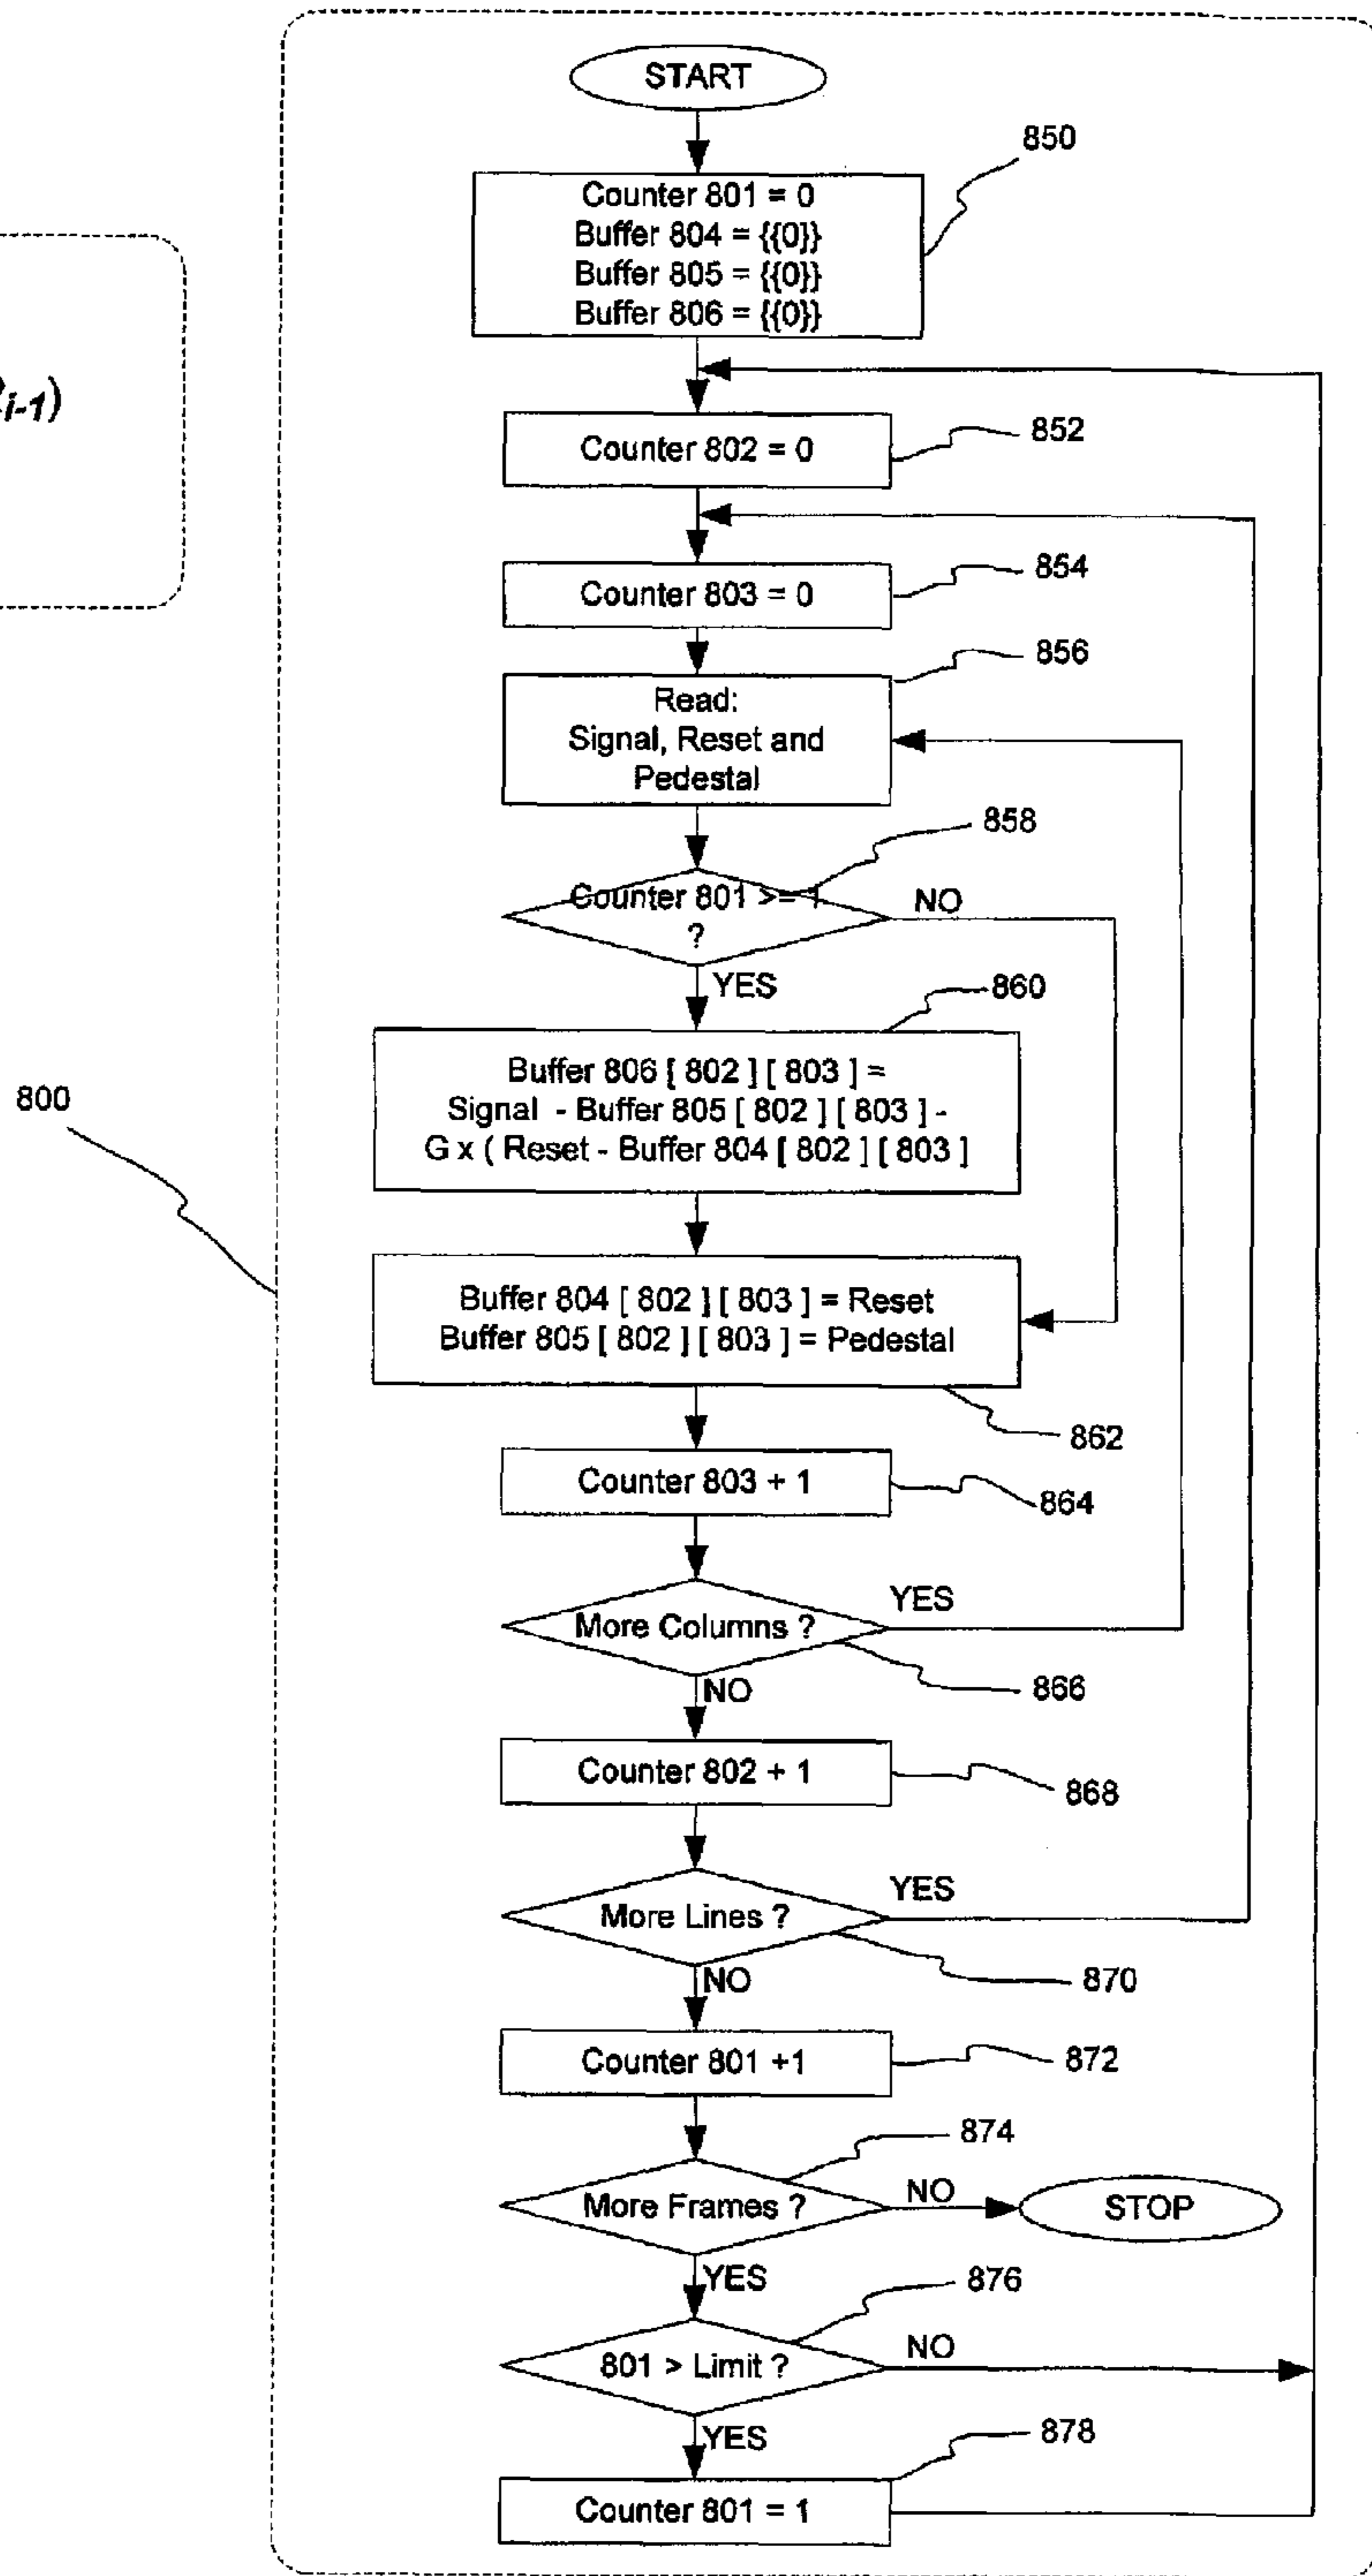 START
850
Counter 801 = 0
Buffer 804 = {{0}}
Buffer 805 = {{0}}
Buffer 806 = {{0}}
i-1)
Counter 802 = 0
852
Counter 803 = 0
854
856
Read:
Signal, Reset and
Pedestal
858
Counter 801 >= 1
?
NO
YES
860
Buffer 806 [ 802 ] [ 803 ] =
Signal - Buffer 805 [ 802 ] [ 803 ] -
G x ( Reset - Buffer 804 [ 802 ] [ 803 ]
800
Buffer 804 [ 802 ] [ 803 ] = Reset
Buffer 805 [ 802 ] [ 803 ] = Pedestal
862
Counter 803 + 1
864
More Columns ?
YES
866
NO
Counter 802 + 1
868
More Lines ?
YES
870
NO
Counter 801 +1
872
874
More Frames ?
NO
STOP
YES
876
801 > Limit ?
NO
YES
878
Counter 801 = 1